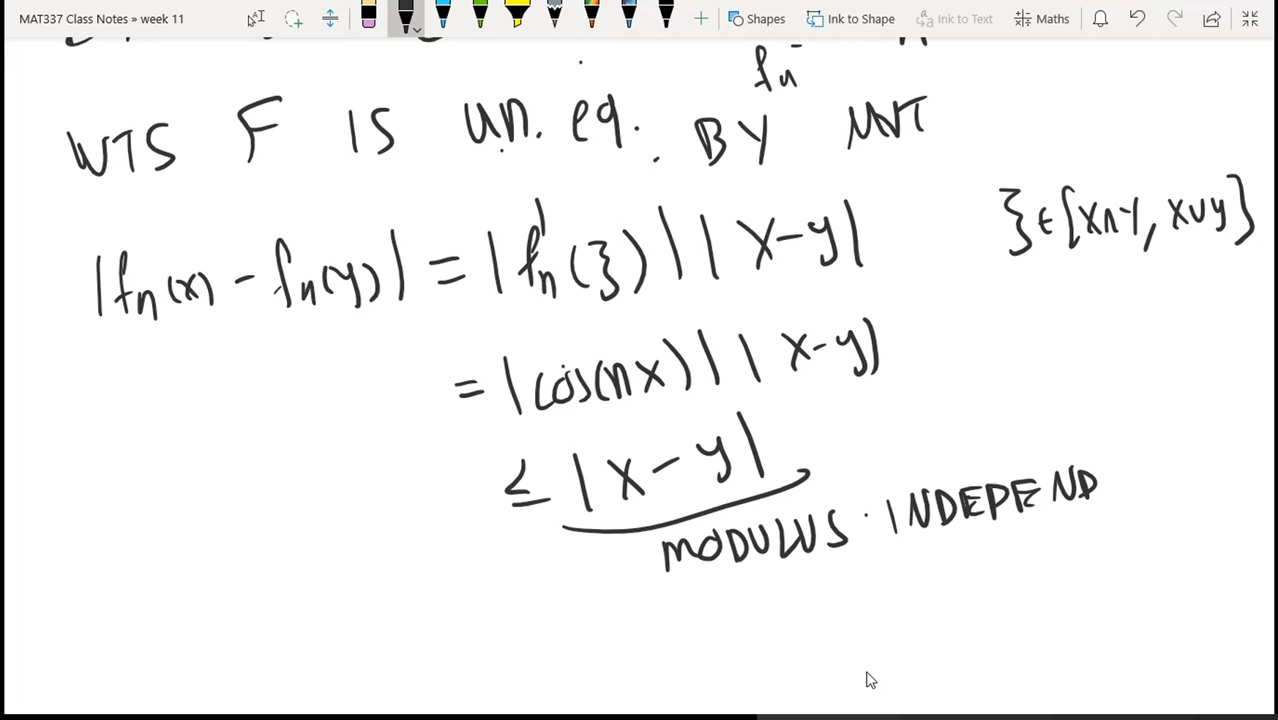 MAT337 Class Notes » week 11
Shapes
Ink to Shape
Ink to Text
Maths
fn
WTS F IS un. eq. BY MVT
|fn(x) - fn(y)| = |fn'(ξ)| |x-y| ξ ∈ [x∧y, x∨y}
= |cos(nx)| |x-y|
≤ |x-y|
MODULUS. INDEPEND